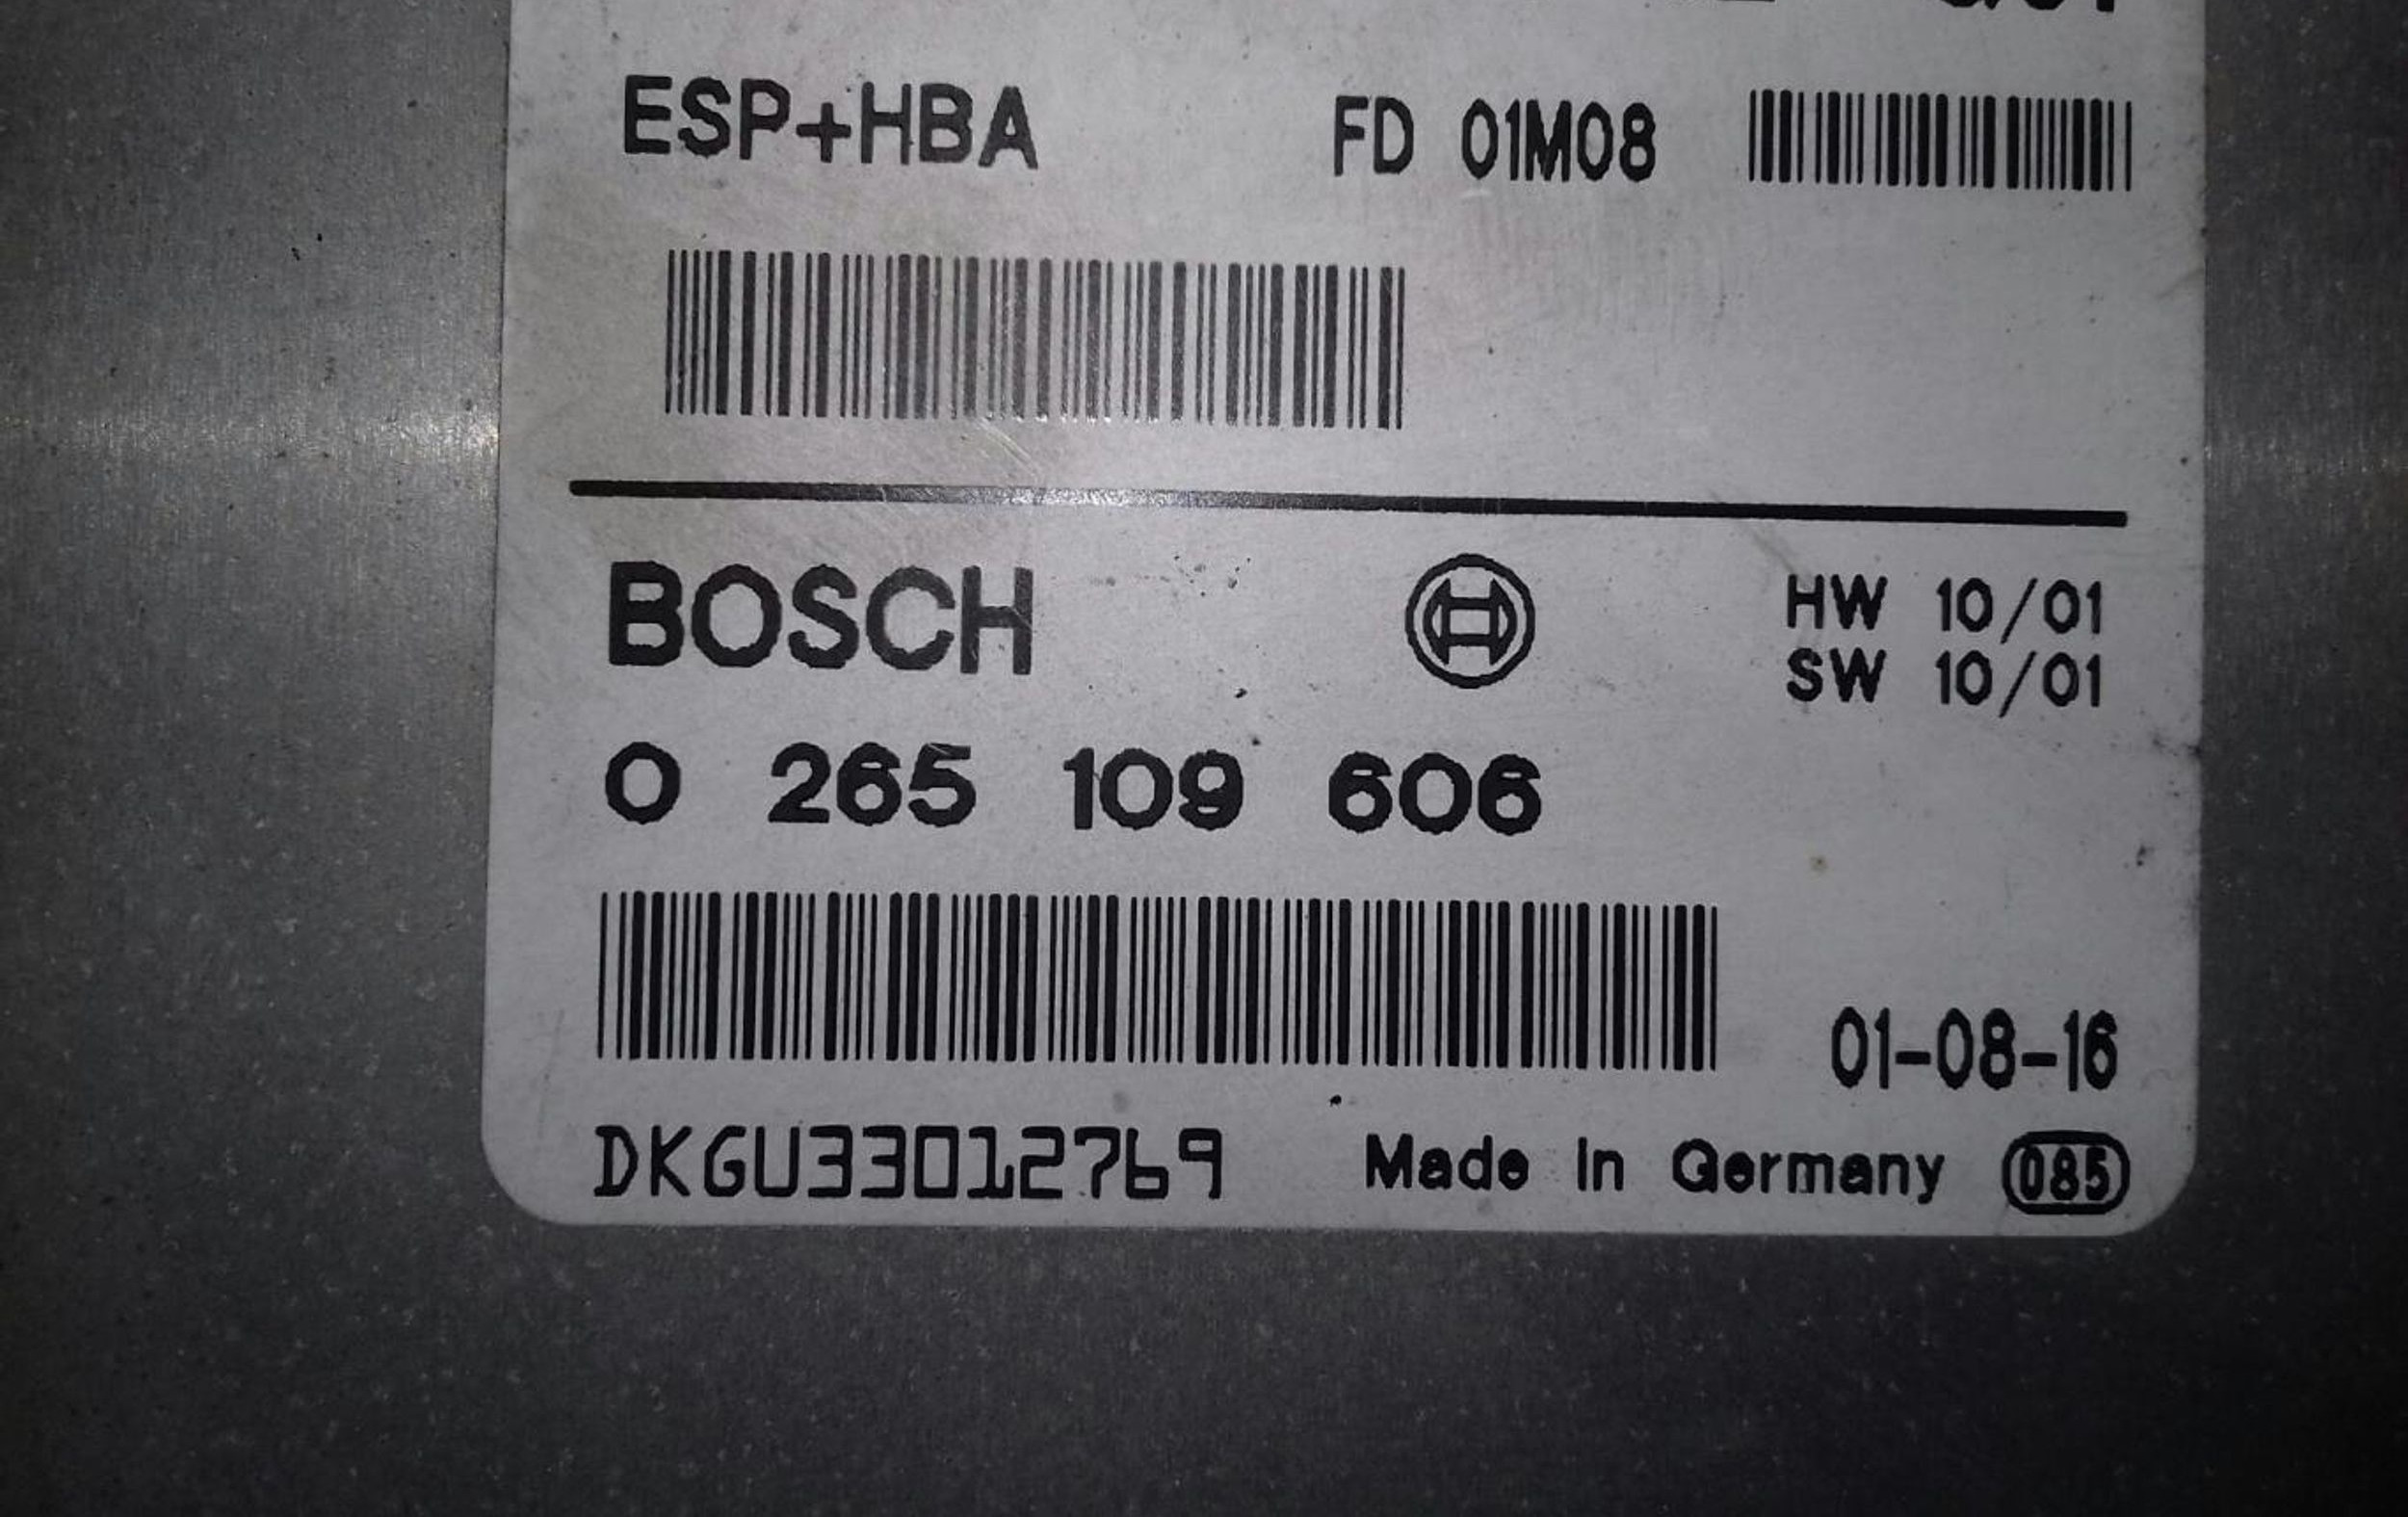 ESP+HBA FD 01M08
BOSCH HW 10/01
SW 10/01
0 265 109 606
01-08-16
DKGU33012769 Made In Germany 085